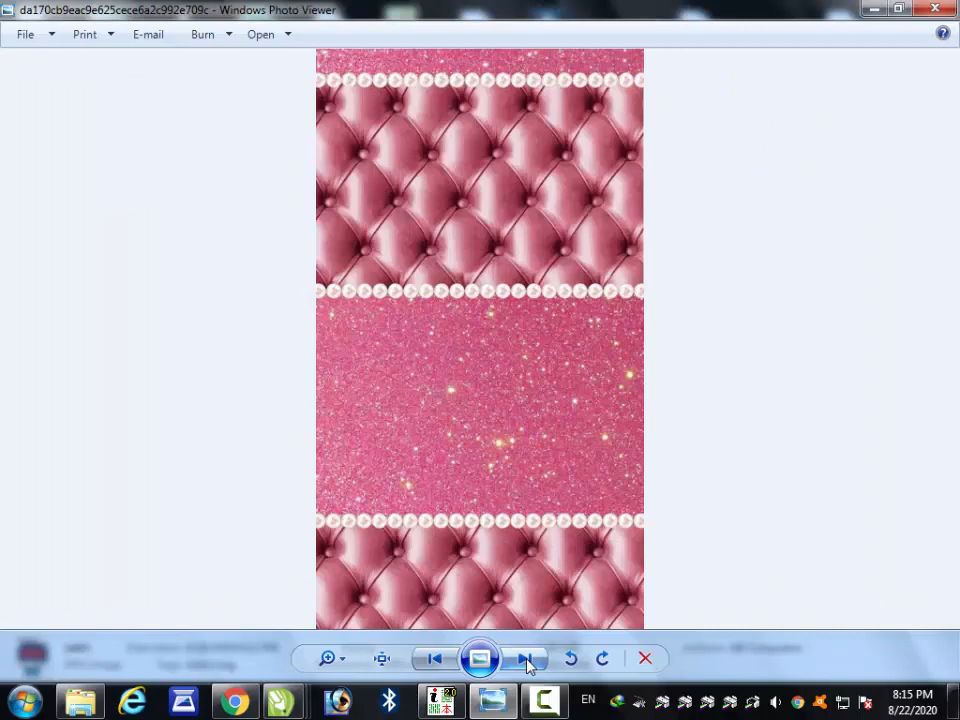 da170cb9eac9e625cece6a2c992e709c - Windows Photo Viewer
File Print E-mail Burn Open
EN
8:15 PM
8/22/2020